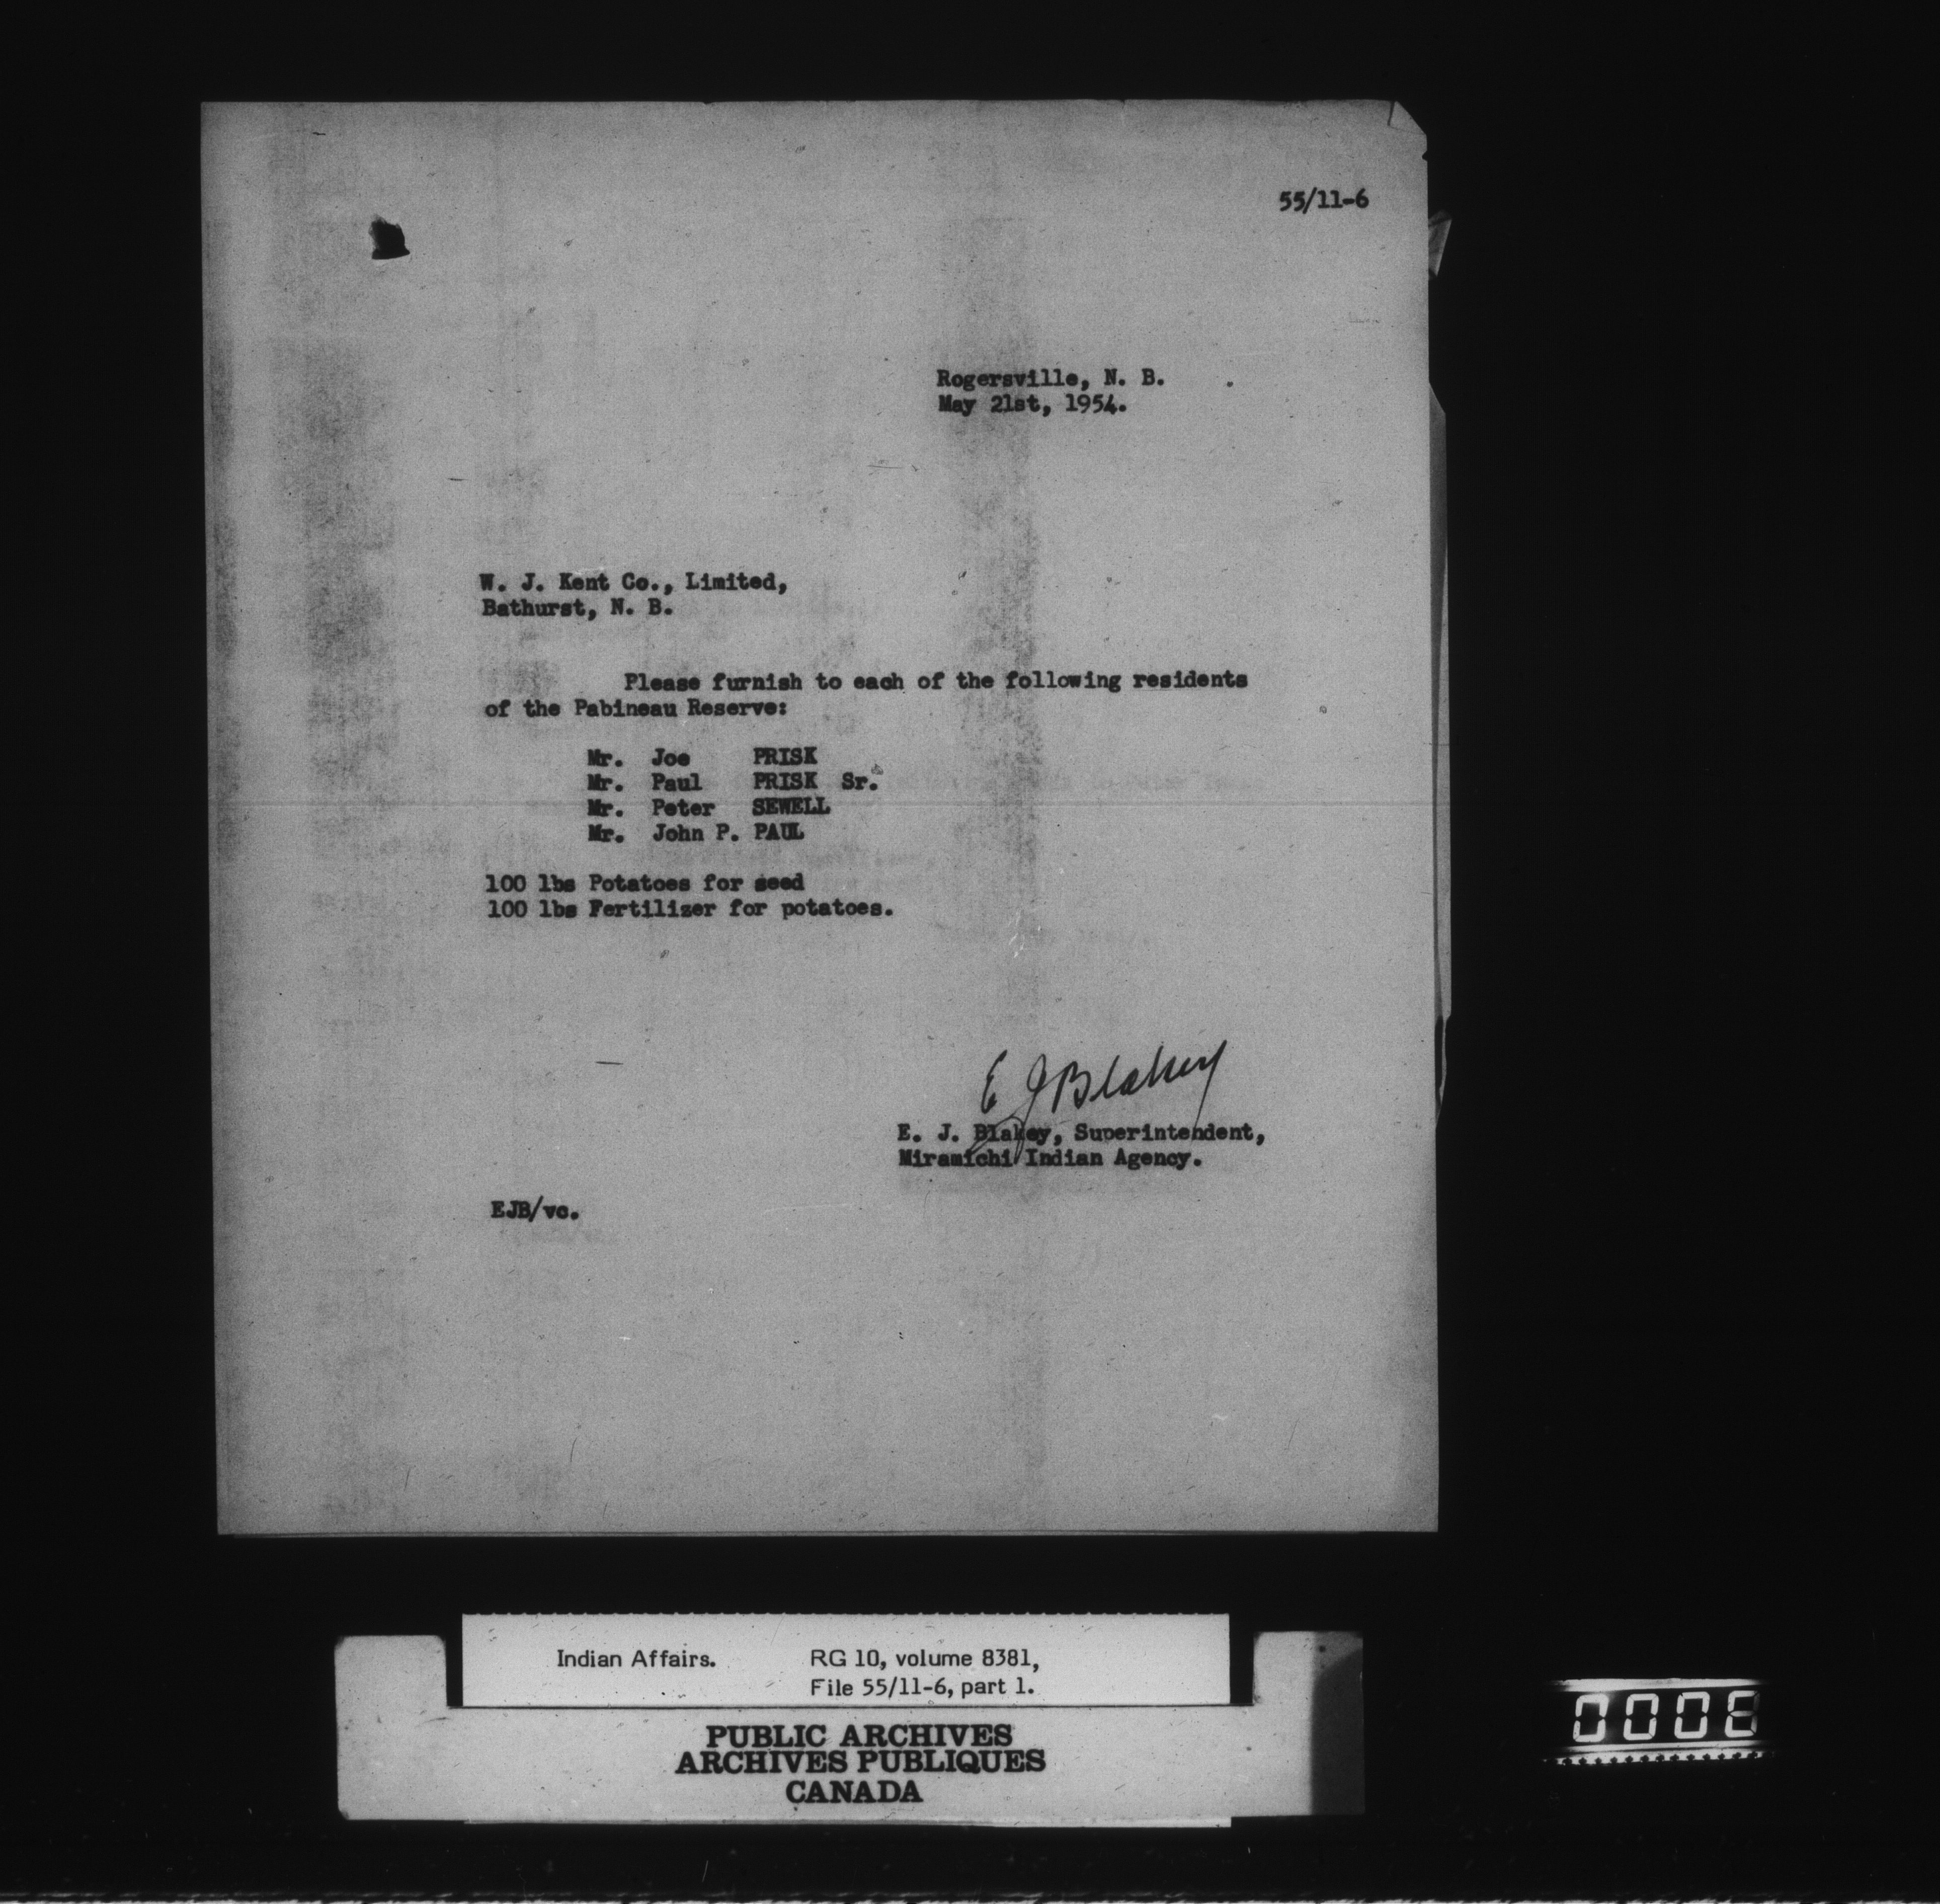 55/11-6
Rogersville, N. B.
May 21st, 1954.
W. J. Kent Co., Limited,
Bathurst, N. B.
Please furnish to each of the following residents
of the Pabineau Reserve:
Mr. Joe PRISK
Mr. Paul PRISK Sr.
Mr. Peter SEWELL
Mr. John P. PAUL
100 lbs Potatoes for seed
100 lbs Fertilizer for potatoes.
E J Blakey
E. J. Blakey, Superintendent,
Miramichi Indian Agency.
EJB/vc.
Indian Affairs. RG 10, volume 8381,
File 55/11-6, part 1.
PUBLIC ARCHIVES
ARCHIVES PUBLIQUES
CANADA